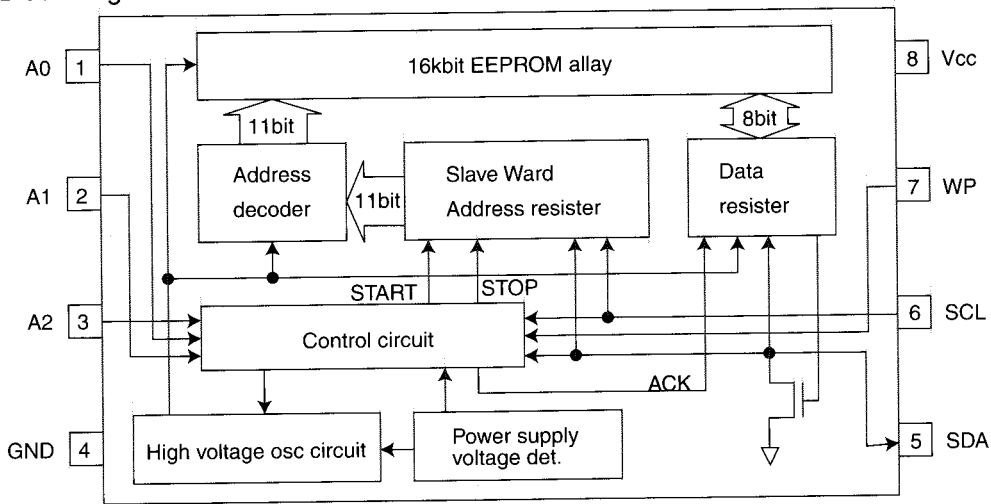 A0 1
16kbit EEPROM allay
8 Vcc
11bit
8bit
A1 2
Address
decoder
11bit
Slave Ward
Address resister
Data
resister
7 WP
START
STOP
A2 3
Control circuit
6 SCL
ACK
GND 4
High voltage osc circuit
Power supply
voltage det.
5 SDA